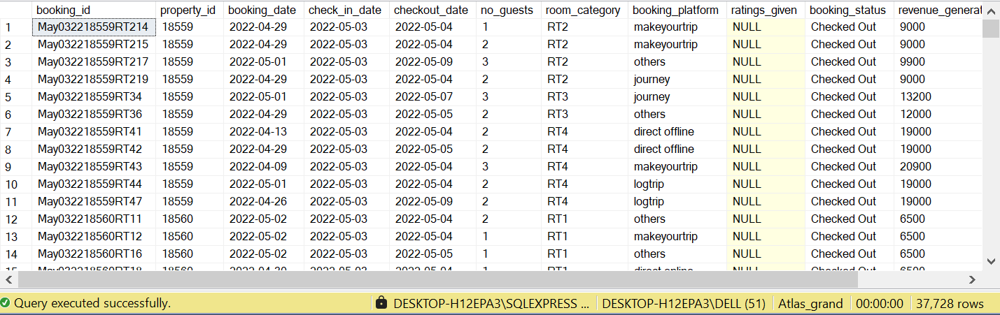 booking_id property_id booking_date check_in_date checkout_date no_guests room_category booking_platform ratings_given booking_status revenue_generat
1 May032218559RT214 18559 2022-04-29 2022-05-03 2022-05-04 1 RT2 makeyourtrip NULL Checked Out 9000
2 May032218559RT215 18559 2022-04-29 2022-05-03 2022-05-04 2 RT2 makeyourtrip NULL Checked Out 9000
3 May032218559RT217 18559 2022-05-01 2022-05-03 2022-05-09 3 RT2 others NULL Checked Out 9900
4 May032218559RT219 18559 2022-04-29 2022-05-03 2022-05-04 2 RT2 journey NULL Checked Out 9000
5 May032218559RT34 18559 2022-05-01 2022-05-03 2022-05-07 3 RT3 journey NULL Checked Out 13200
6 May032218559RT36 18559 2022-04-29 2022-05-03 2022-05-05 2 RT3 others NULL Checked Out 12000
7 May032218559RT41 18559 2022-04-13 2022-05-03 2022-05-04 2 RT4 direct offline NULL Checked Out 19000
8 May032218559RT42 18559 2022-04-29 2022-05-03 2022-05-05 2 RT4 direct offline NULL Checked Out 19000
9 May032218559RT43 18559 2022-04-09 2022-05-03 2022-05-04 3 RT4 makeyourtrip NULL Checked Out 20900
10 May032218559RT44 18559 2022-05-01 2022-05-03 2022-05-04 2 RT4 logtrip NULL Checked Out 19000
11 May032218559RT47 18559 2022-04-26 2022-05-03 2022-05-09 2 RT4 logtrip NULL Checked Out 19000
12 May032218560RT11 18560 2022-05-02 2022-05-03 2022-05-04 2 RT1 others NULL Checked Out 6500
13 May032218560RT12 18560 2022-05-02 2022-05-03 2022-05-04 1 RT1 makeyourtrip NULL Checked Out 6500
14 May032218560RT16 18560 2022-05-02 2022-05-03 2022-05-05 1 RT1 others NULL Checked Out 6500
15 May032218560RT18 18560 2022-04-30 2022-05-03 2022-05-04 1 RT1 direct online NULL Checked Out 6500
Query executed successfully. DESKTOP-H12EPA3\SQLEXPRESS ... DESKTOP-H12EPA3\DELL (51) Atlas_grand 00:00:00 37,728 rows